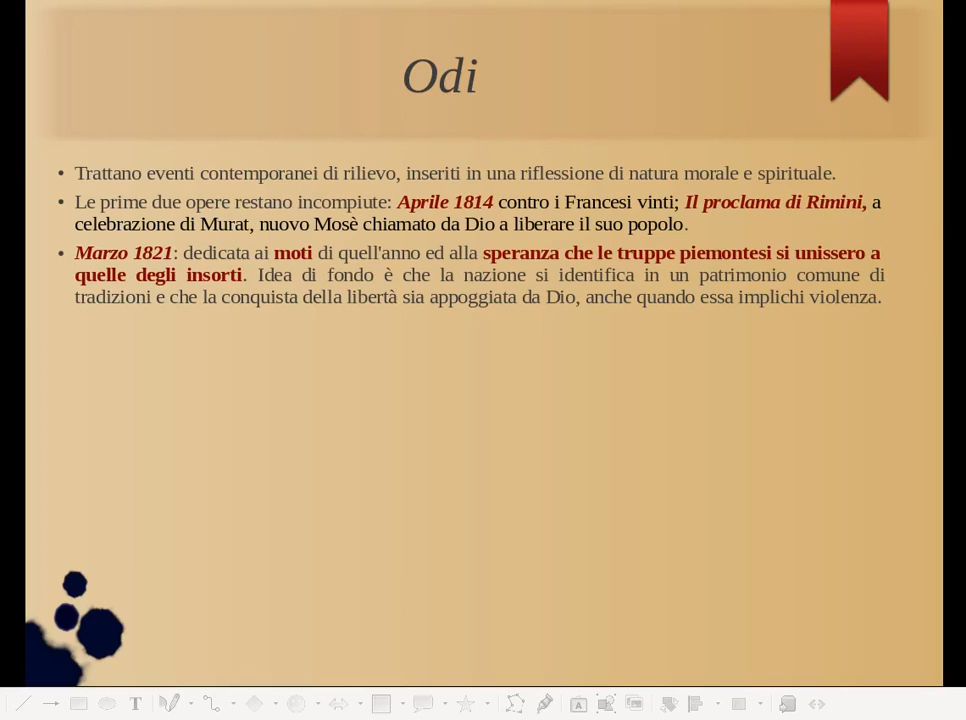 Odi
• Trattano eventi contemporanei di rilievo, inseriti in una riflessione di natura morale e spirituale.
• Le prime due opere restano incompiute: Aprile 1814 contro i Francesi vinti; Il proclama di Rimini, a
celebrazione di Murat, nuovo Mosè chiamato da Dio a liberare il suo popolo.
• Marzo 1821: dedicata ai moti di quell'anno ed alla speranza che le truppe piemontesi si unissero a
quelle degli insorti. Idea di fondo è che la nazione si identifica in un patrimonio comune di
tradizioni e che la conquista della libertà sia appoggiata da Dio, anche quando essa implichi violenza.